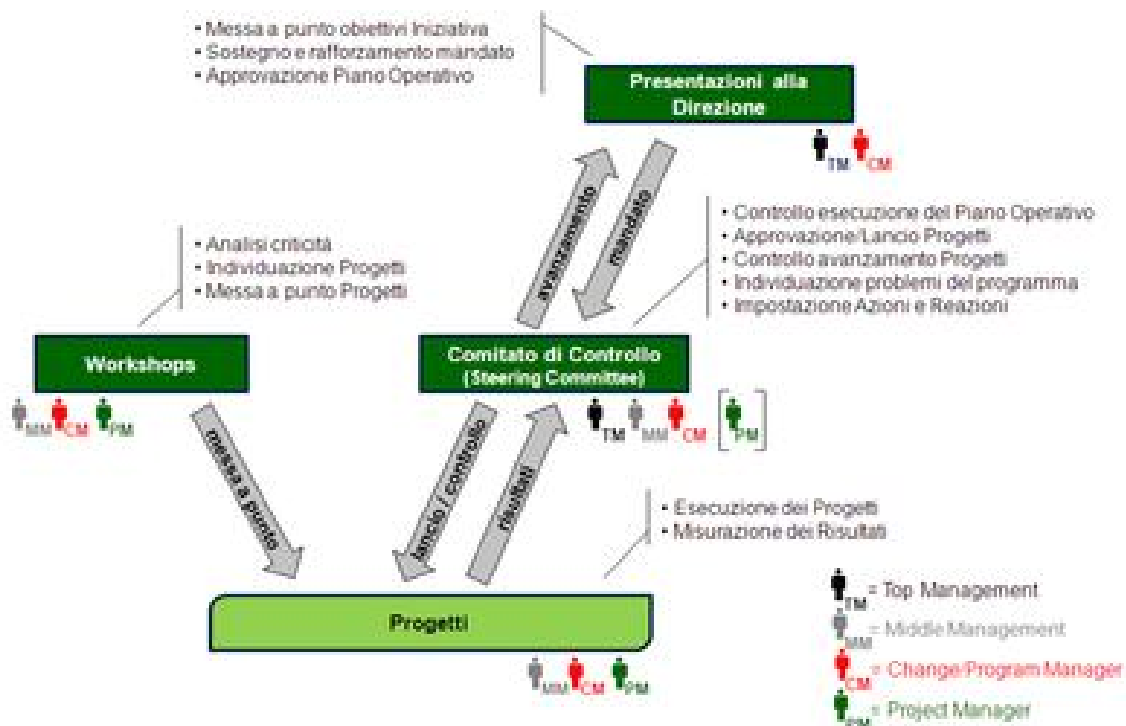 • Messa a punto obiettivi Iniziativa
• Sostegno e rafforzamento mandato
• Approvazione Piano Operativo
Presentazioni alla
Direzione
TM CM
avanzamento
mandato
• Controllo esecuzione del Piano Operativo
• Approvazione/Lancio Progetti
• Controllo avanzamento Progetti
• Individuazione problemi del programma
• Impostazione Azioni e Reazioni
• Analisi criticità
• Individuazione Progetti
• Messa a punto Progetti
Workshops
MM CM PM
Comitato di Controllo
(Steering Committee)
TM MM CM [PM]
messa a punto
lancio / controllo
risultati
• Esecuzione dei Progetti
• Misurazione dei Risultati
Progetti
MM CM PM
TM = Top Management
MM = Middle Management
CM = Change/Program Manager
PM = Project Manager